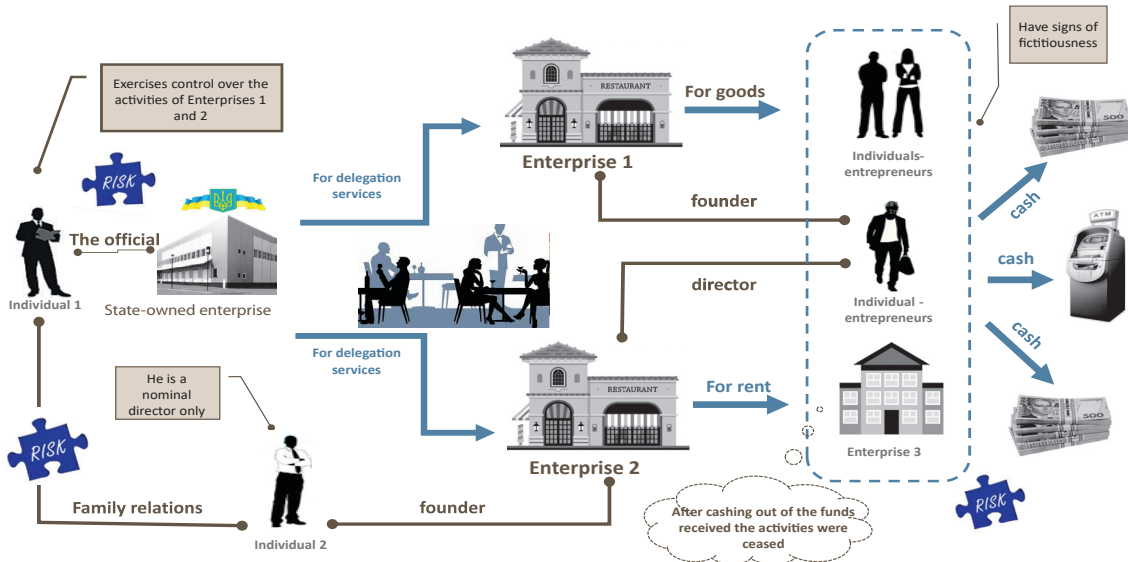 Exercises control over the
activities of Enterprises 1
and 2
RISK
The official
Individual 1
State-owned enterprise
For delegation
services
For delegation
services
RESTAURANT
Enterprise 1
For goods
founder
director
RESTAURANT
Enterprise 2
For rent
He is a
nominal
director only
RISK
Family relations
Individual 2
founder
Have signs of
fictitiousness
Individuals-
entrepreneurs
Individual -
entrepreneurs
Enterprise 3
After cashing out of the funds
received the activities were
ceased
cash
cash
cash
500
ATM
500
RISK